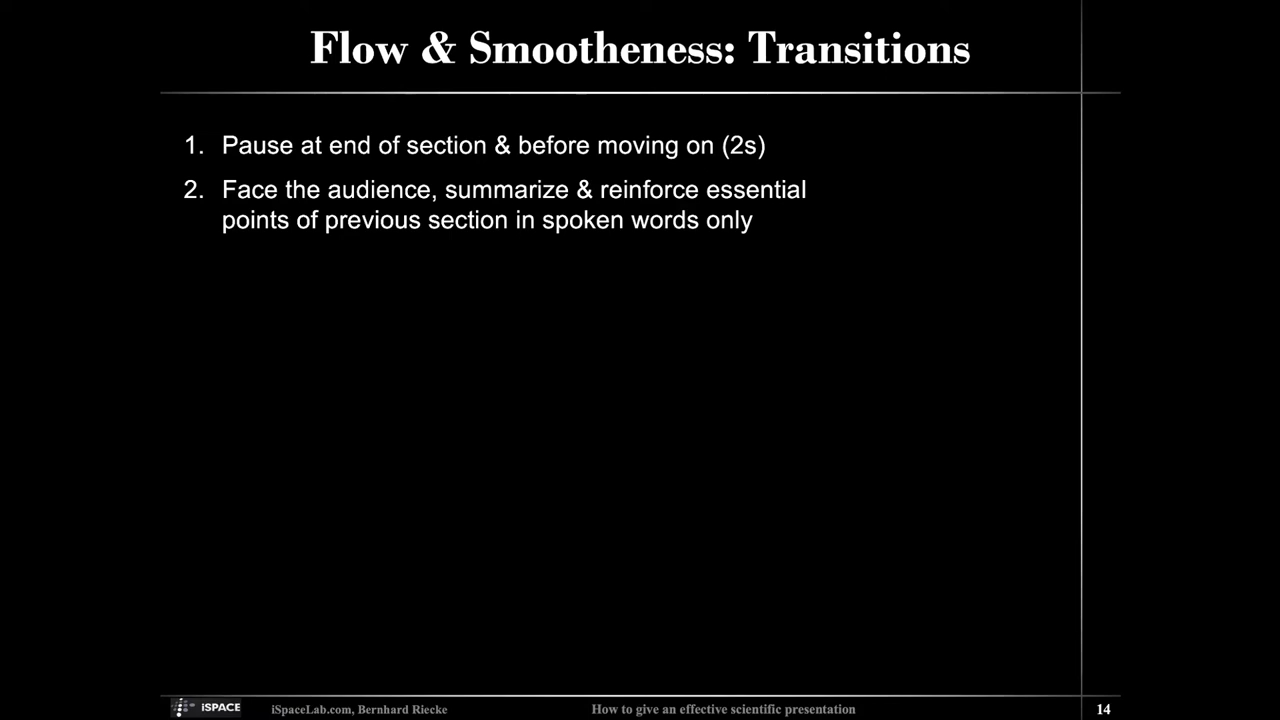 Flow & Smootheness: Transitions
1. Pause at end of section & before moving on (2s)
2. Face the audience, summarize & reinforce essential
points of previous section in spoken words only
iSPACE iSpaceLab.com, Bernhard Riecke How to give an effective scientific presentation 14